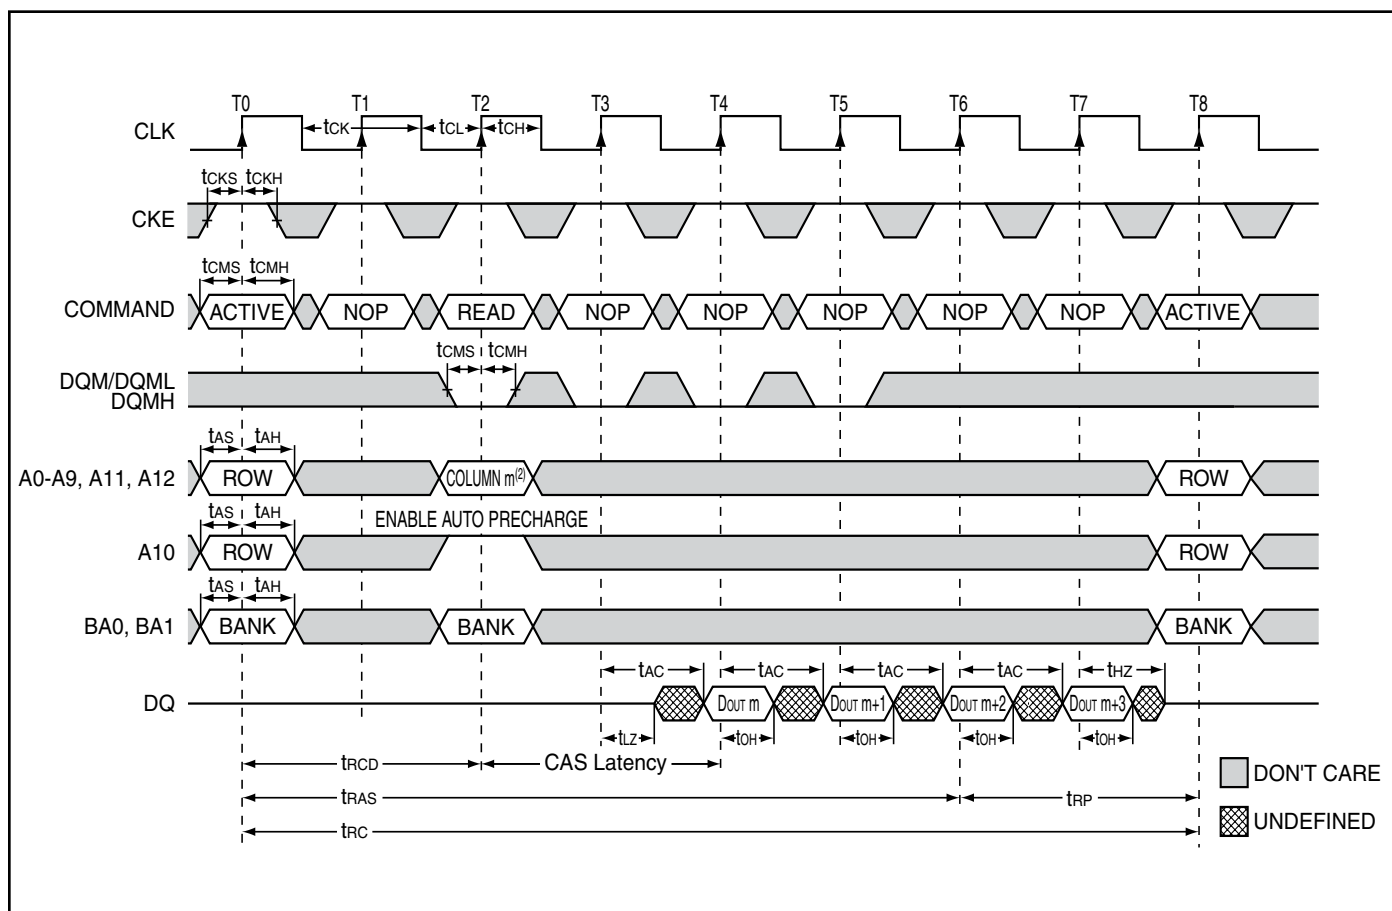 T0 T1 T2 T3 T4 T5 T6 T7 T8
CLK tCK tCL tCH
tCKS tCKH
CKE
tCMS tCMH
COMMAND ACTIVE NOP READ NOP NOP NOP NOP NOP ACTIVE
tCMS tCMH
DQM/DQML
DQMH
tAS tAH
A0-A9, A11, A12 ROW COLUMN m(2) ROW
tAS tAH ENABLE AUTO PRECHARGE
A10 ROW ROW
tAS tAH
BA0, BA1 BANK BANK BANK
tAC tAC tAC tAC tHZ
DQ DOUT m DOUT m+1 DOUT m+2 DOUT m+3
tLZ tOH tOH tOH tOH
tRCD CAS Latency
DON'T CARE
tRAS tRP
UNDEFINED
tRC